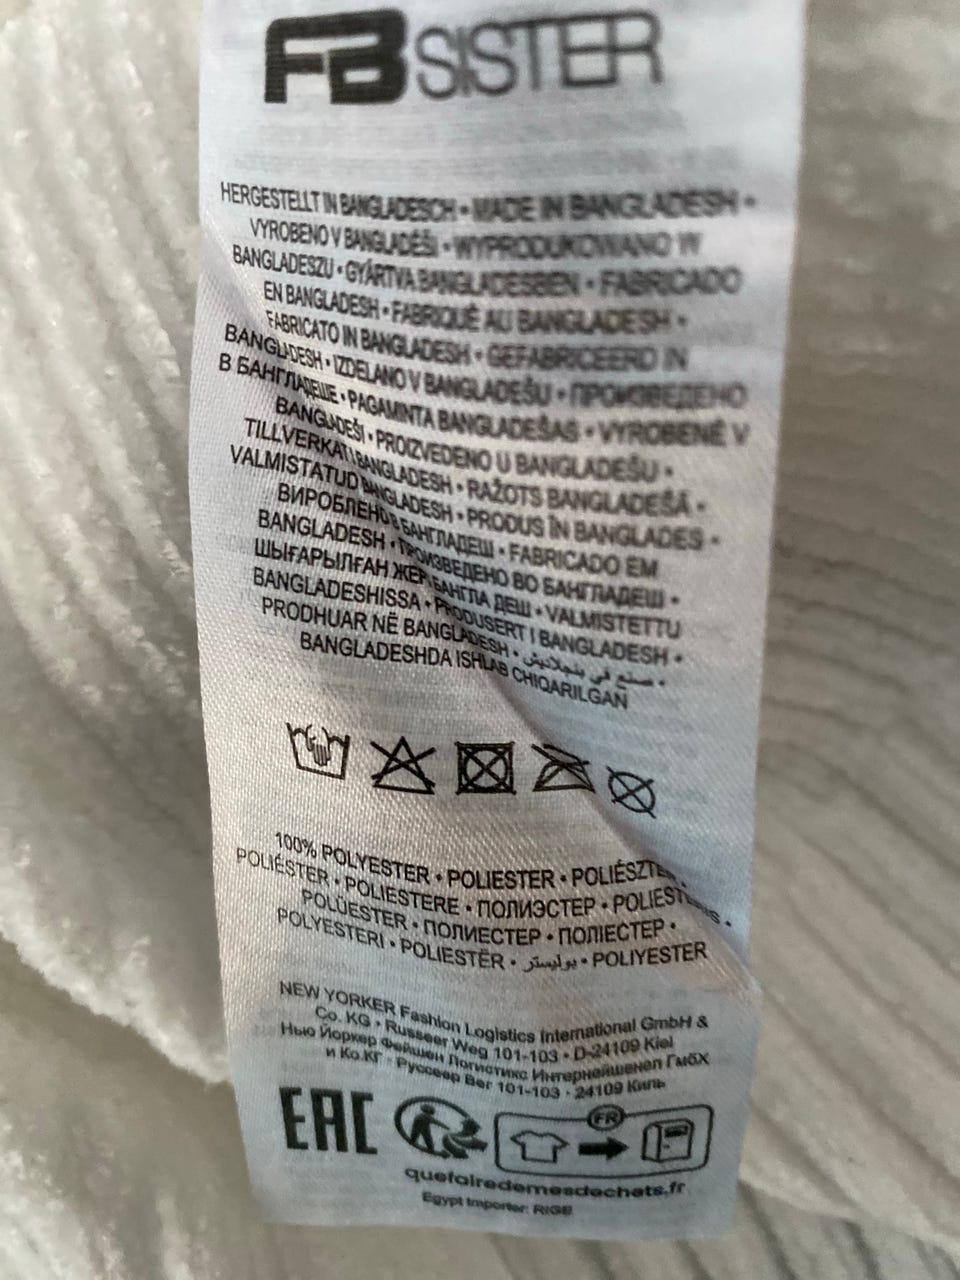 FB SISTER
HERGESTELLT IN BANGLADESCH • MADE IN BANGLADESH •
VYROBENO V BANGLADÉŠI • WYPRODUKOWANO W
BANGLADESZU • GYÁRTVA BANGLADESBEN • FABRICADO
EN BANGLADESH • FABRIQUÉ AU BANGLADESH •
FABRICATO IN BANGLADESH • GEFABRICEERD IN
BANGLADESH • IZDELANO V BANGLADEŠU • ПРОИЗВЕДЕНО
В БАНГЛАДЕШЕ • PAGAMINTA BANGLADEŠAS • VYROBENÉ V
BANGLADEŠI • PROIZVEDENO U BANGLADEŠU •
TILLVERKAT I BANGLADESH • RAŽOTS BANGLADEŠĀ •
VALMISTATUD BANGLADESH • PRODUS ÎN BANGLADES •
ВИРОБЛЕНО В БАНГЛАДЕШ • FABRICADO EM
BANGLADESH • ПРОИЗВЕДЕНО ВО БАНГЛАДЕШ •
ШЫҒАРЫЛҒАН ЖЕР БАНГЛА ДЕШ • VALMISTETTU
BANGLADESHISSA • PRODUSERT I BANGLADESH •
PRODHUAR NË BANGLADESH • صنع في بنجلاديش •
BANGLADESHDA ISHLAB CHIQARILGAN
100% POLYESTER • POLIESTER • POLIÉSZTER •
POLIÉSTER • POLIESTERE • ПОЛИЭСТЕР • POLIESTERIS •
POLÜESTER • ПОЛИЕСТЕР • ПОЛІЕСТЕР •
POLYESTERI • POLIESTËR • بوليستر • POLIYESTER
NEW YORKER Fashion Logistics International GmbH &
Co. KG • Russeer Weg 101-103 • D-24109 Kiel
Нью Йоркер Фейшен Логистикс Интернейшенел ГмбХ
и Ко.КГ • Руссеер Вег 101-103 • 24109 Киль
EAC
FR
quefairedemesdechets.fr
Egypt Importer: RIGE